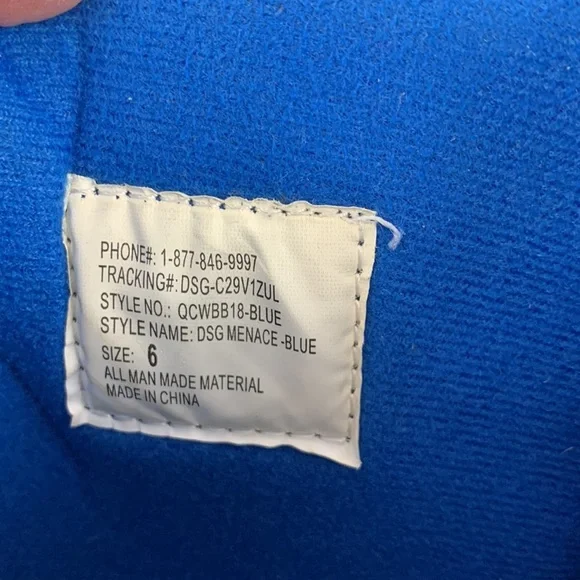 PHONE#: 1-877-846-9997
TRACKING#: DSG-C29V1ZUL
STYLE NO.: QCWBB18-BLUE
STYLE NAME: DSG MENACE-BLUE
SIZE: 6
ALL MAN MADE MATERIAL
MADE IN CHINA